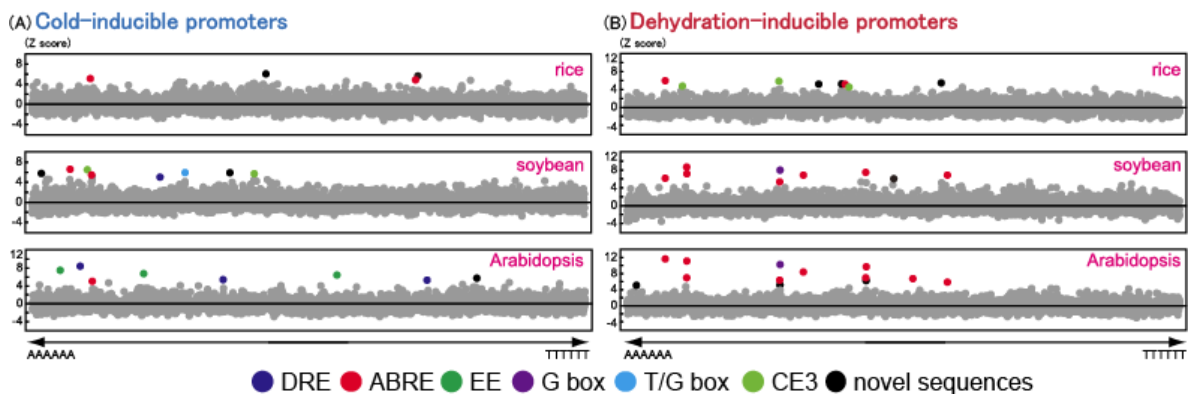 (A) Cold-inducible promoters
(Z score)
8
4
0
-4
rice
8
4
0
-4
soybean
12
8
4
0
-4
Arabidopsis
AAAAAA TTTTTT
(B) Dehydration-inducible promoters
(Z score)
12
8
4
0
-4
rice
12
8
4
0
-4
soybean
12
8
4
0
-4
Arabidopsis
AAAAAA TTTTTT
DRE ABRE EE G box T/G box CE3 novel sequences